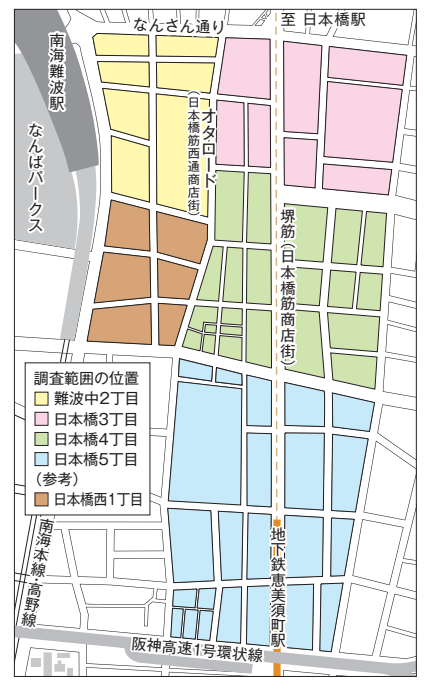 なんさん通り
至 日本橋駅
南海難波駅
なんばパークス
オタロード
(日本橋筋西通商店街)
堺筋(日本橋筋商店街)
調査範囲の位置
難波中2丁目
日本橋3丁目
日本橋4丁目
日本橋5丁目
(参考)
日本橋西1丁目
南海本線・高野線
地下鉄恵美須町駅
阪神高速1号環状線